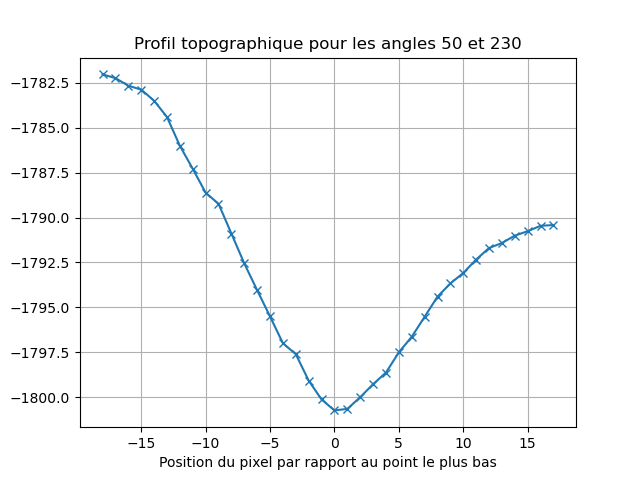 Profil topographique pour les angles 50 et 230
−1782.5
−1785.0
−1787.5
−1790.0
−1792.5
−1795.0
−1797.5
−1800.0
−15 −10 −5 0 5 10 15
Position du pixel par rapport au point le plus bas